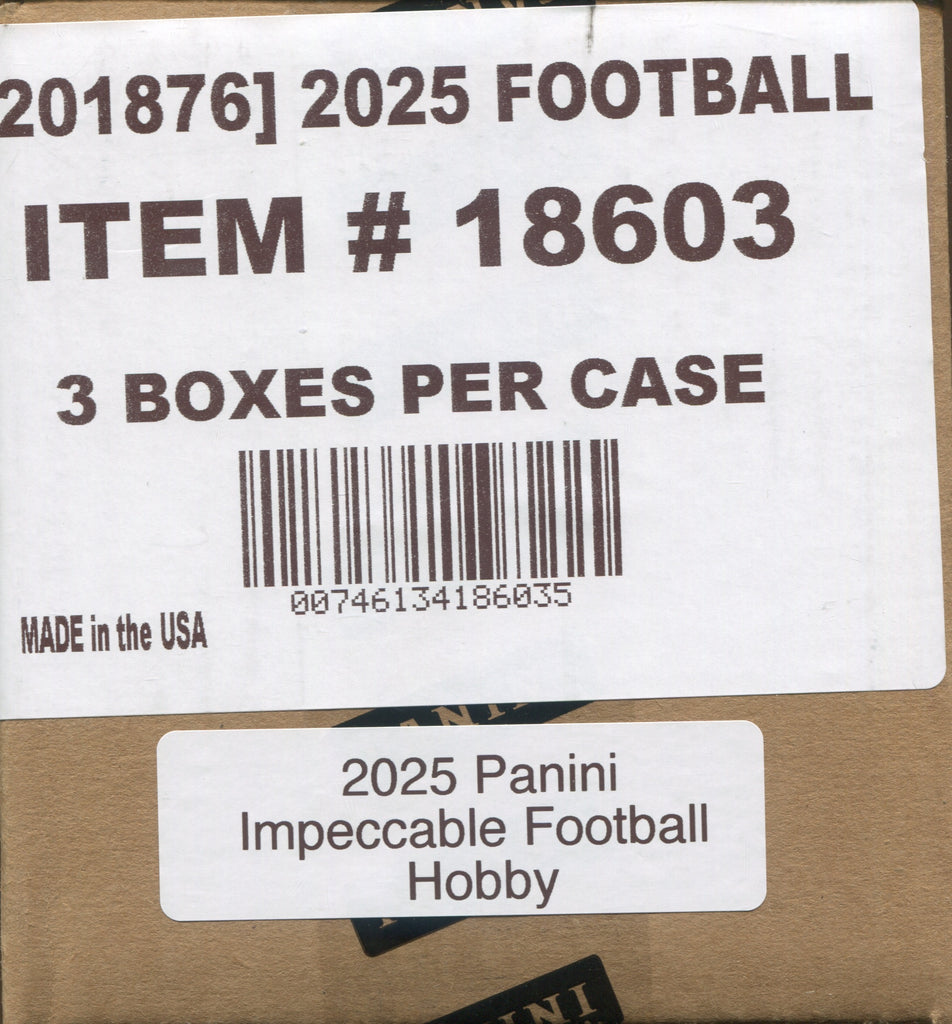 201876] 2025 FOOTBALL
ITEM # 18603
3 BOXES PER CASE
00746134186035
MADE in the USA
2025 Panini
Impeccable Football
Hobby